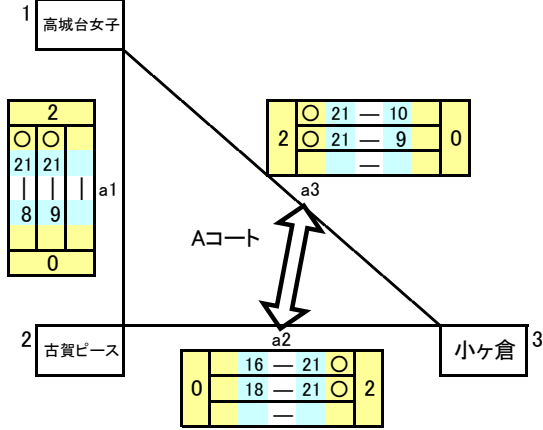 1 高城台女子
2
〇 〇
21 21
| | |
8 9
0
a1
2 〇 21 ― 10 0
〇 21 ― 9
―
a3
Aコート
2 古賀ピース
小ヶ倉 3
a2
0 16 ― 21 〇 2
18 ― 21 〇
―